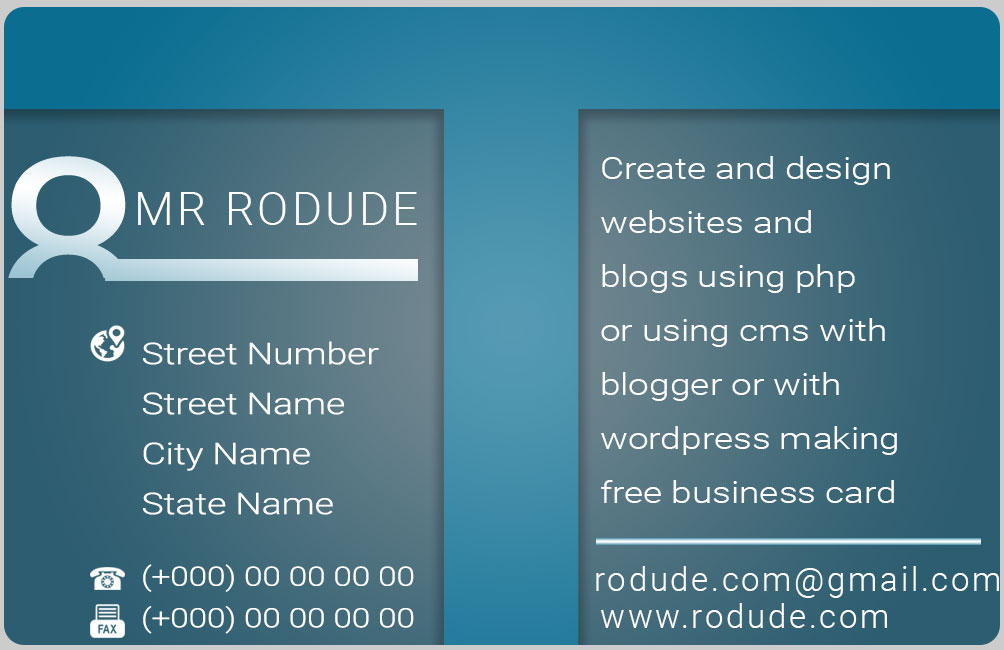 MR RODUDE
Street Number
Street Name
City Name
State Name
(+000) 00 00 00 00
FAX
(+000) 00 00 00 00
Create and design
websites and
blogs using php
or using cms with
blogger or with
wordpress making
free business card
rodude.com@gmail.com
www.rodude.com